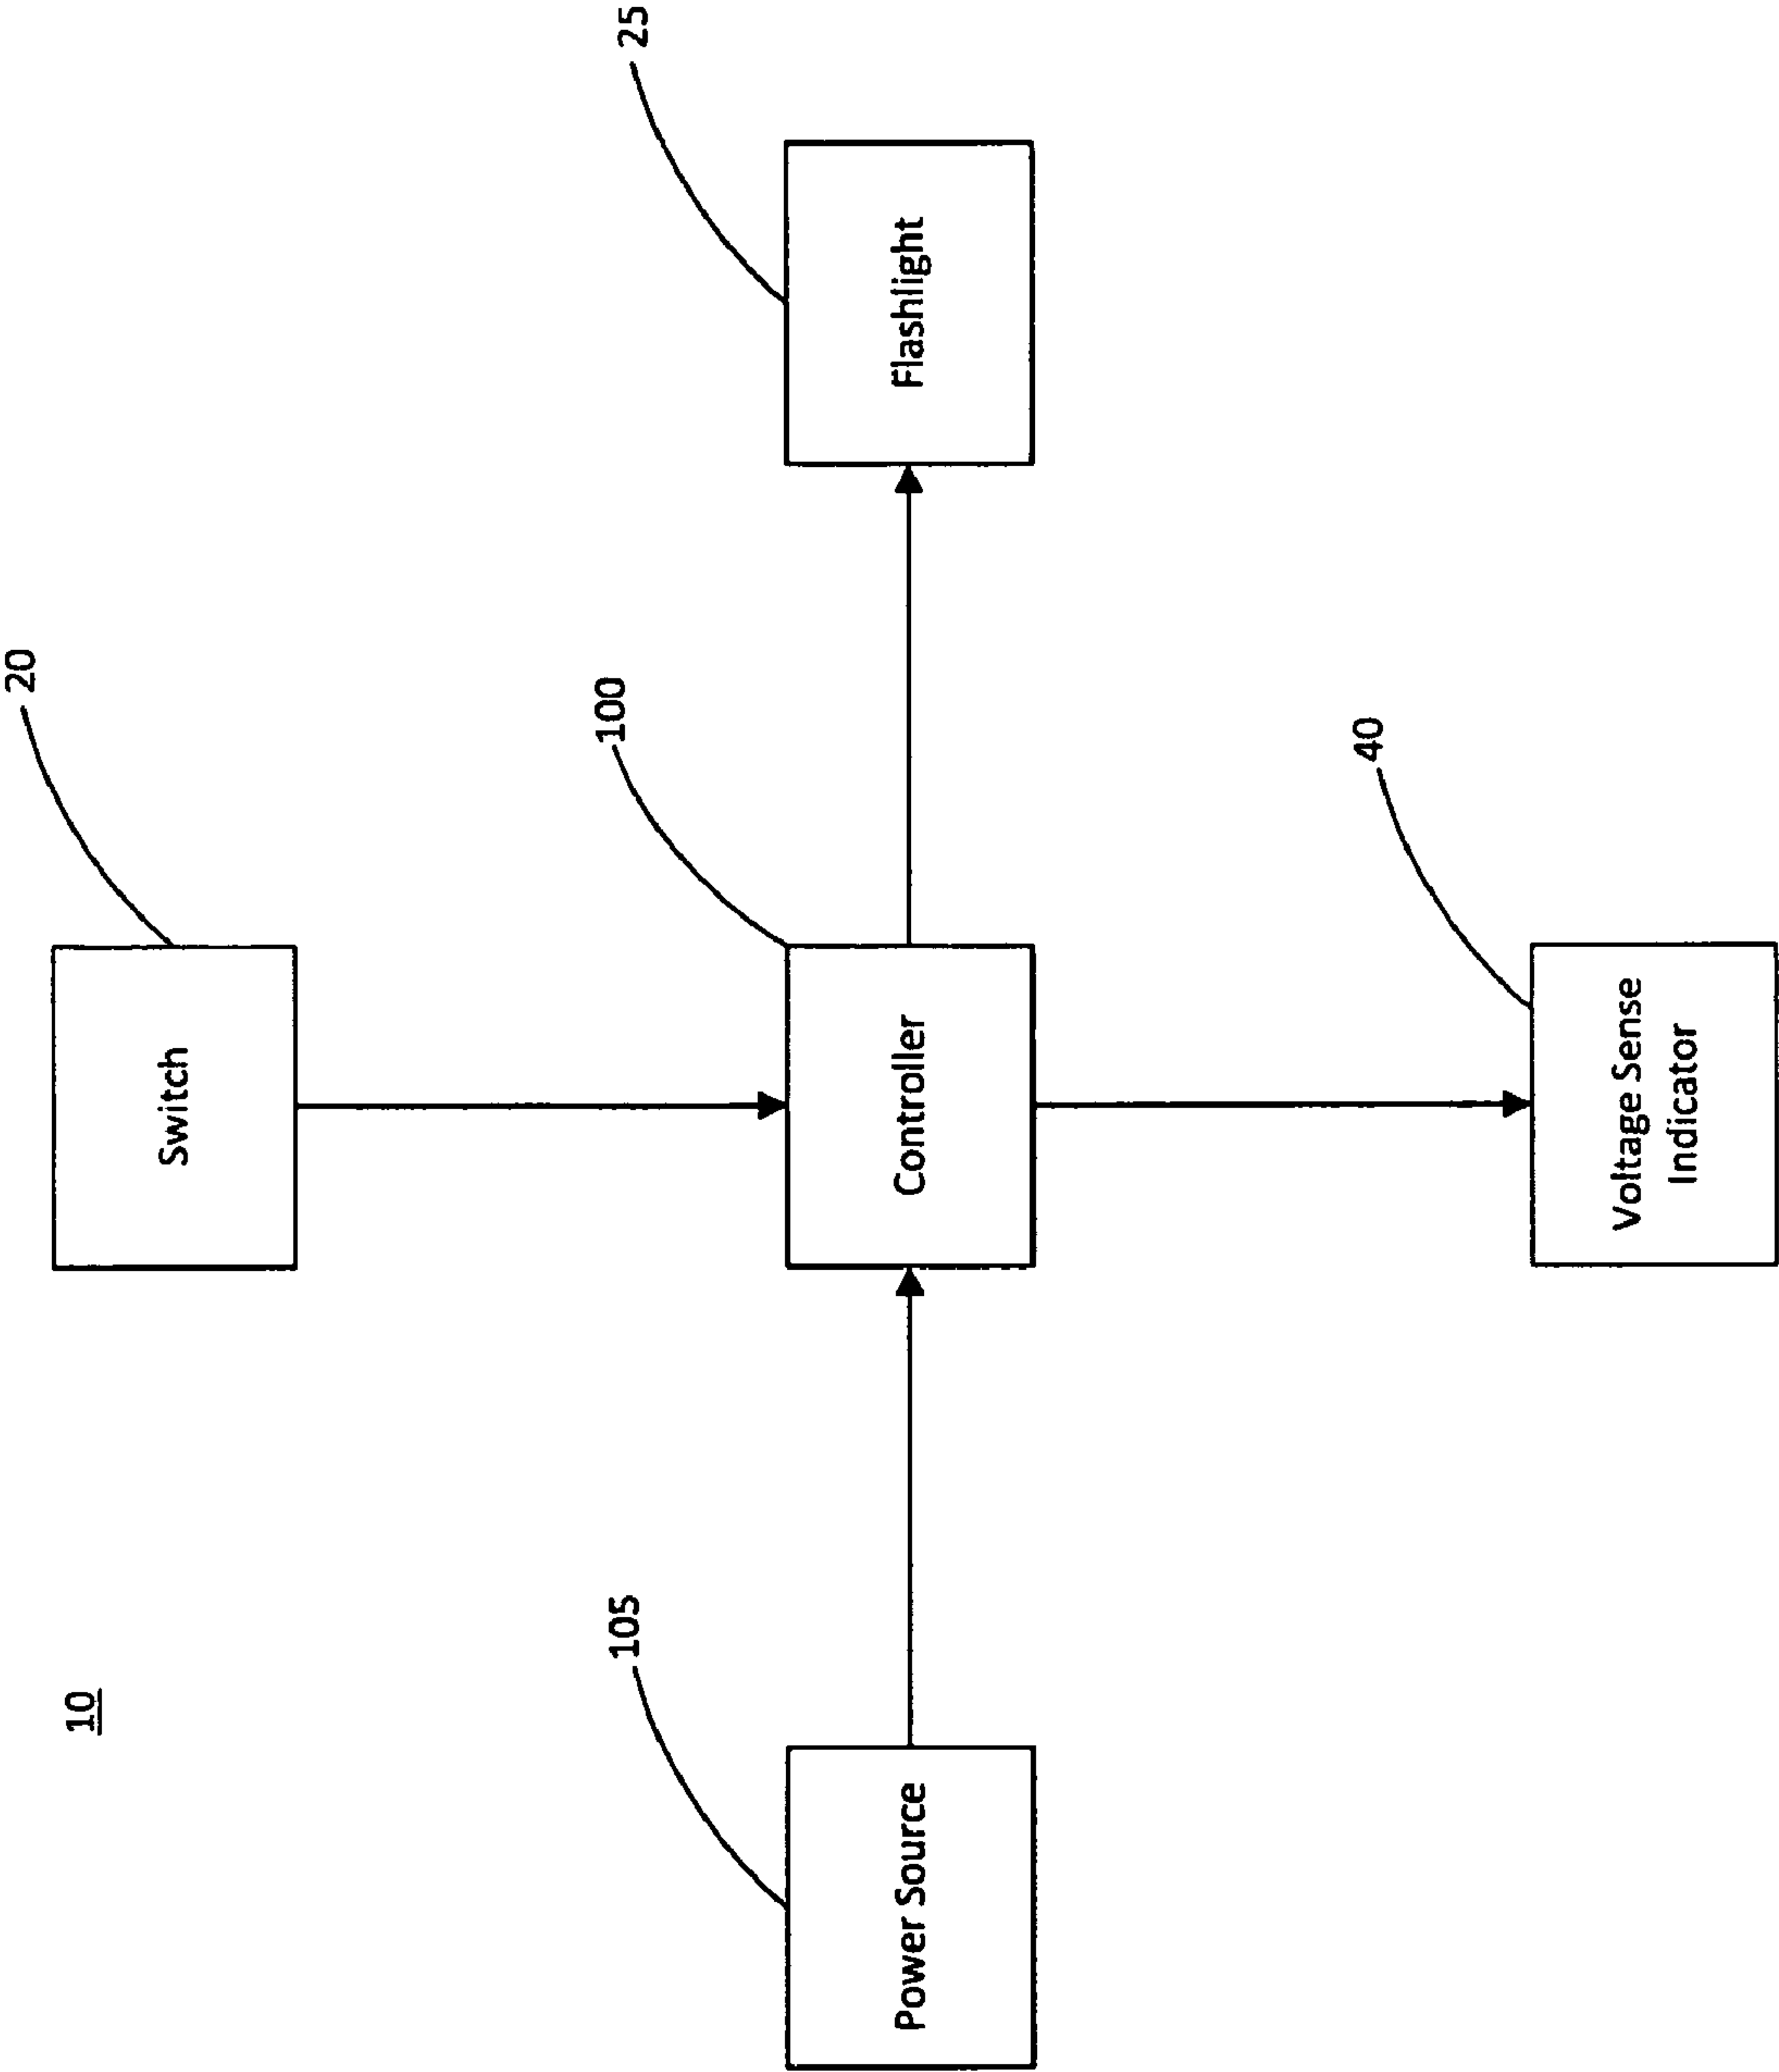 10
20
Switch
105
100
25
Power Source
Controller
Flashlight
40
Voltage Sense
Indicator